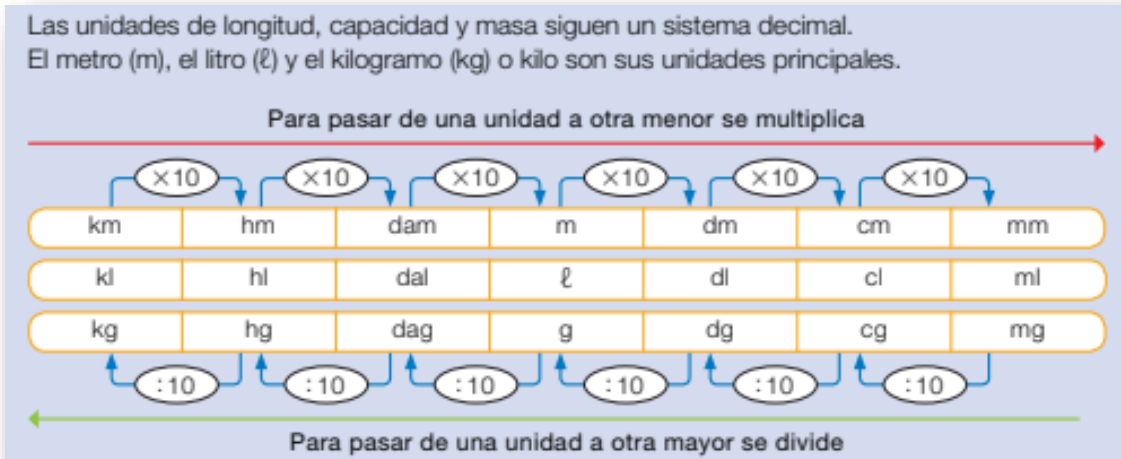 Las unidades de longitud, capacidad y masa siguen un sistema decimal.
El metro (m), el litro (ℓ) y el kilogramo (kg) o kilo son sus unidades principales.
Para pasar de una unidad a otra menor se multiplica
×10 ×10 ×10 ×10 ×10 ×10
km hm dam m dm cm mm
kl hl dal ℓ dl cl ml
kg hg dag g dg cg mg
:10 :10 :10 :10 :10 :10
Para pasar de una unidad a otra mayor se divide